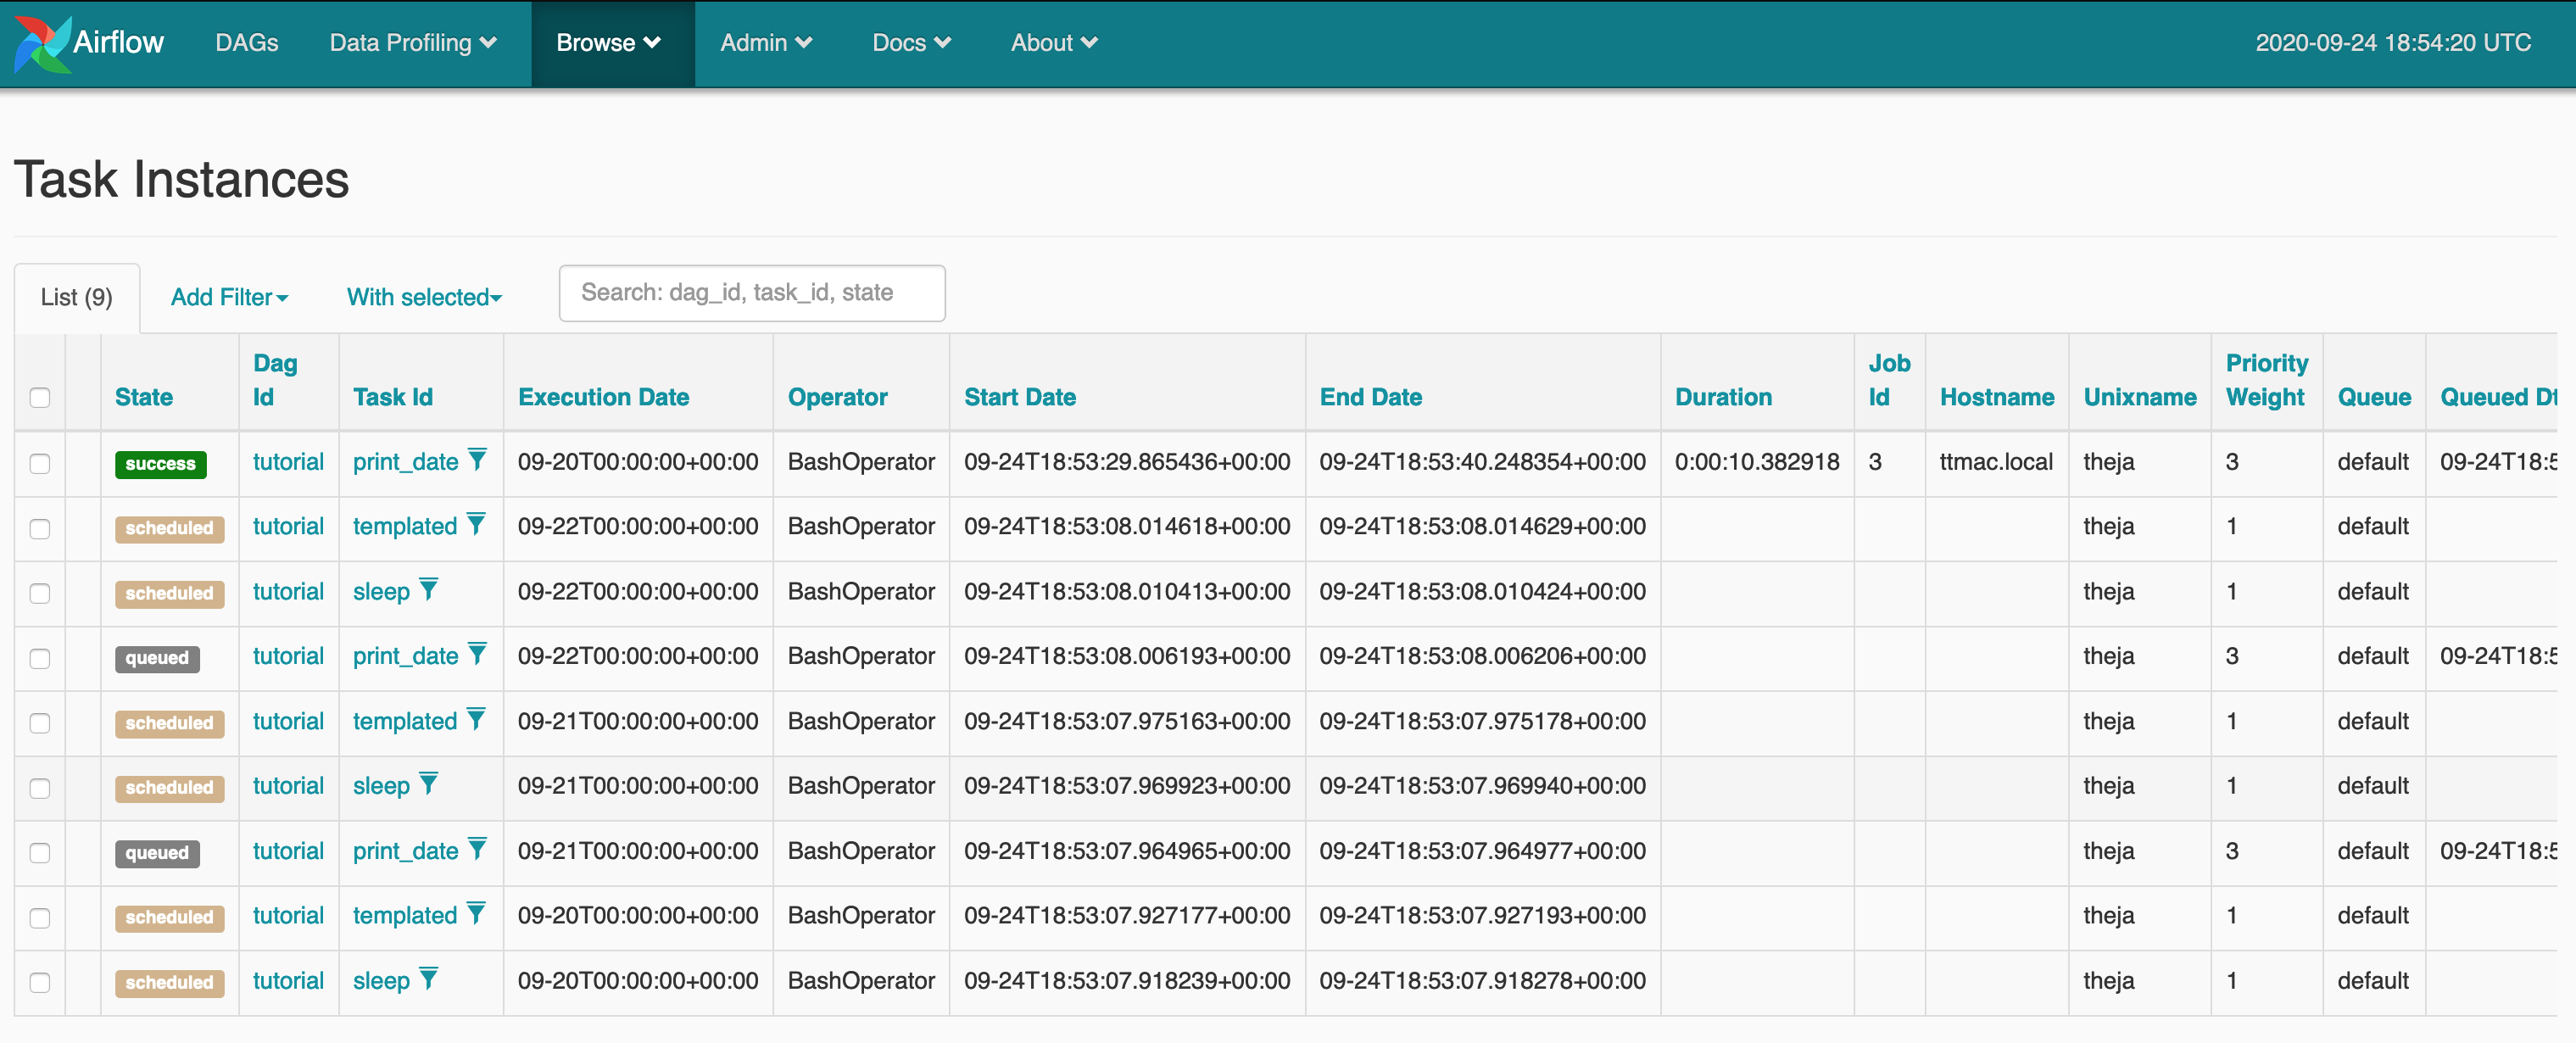 Airflow DAGs Data Profiling Browse Admin Docs About 2020-09-24 18:54:20 UTC
Task Instances
List (9) Add Filter With selected Search: dag_id, task_id, state
State Dag Id Task Id Execution Date Operator Start Date End Date Duration Job Id Hostname Unixname Priority Weight Queue Queued Dt
success tutorial print_date 09-20T00:00:00+00:00 BashOperator 09-24T18:53:29.865436+00:00 09-24T18:53:40.248354+00:00 0:00:10.382918 3 ttmac.local theja 3 default 09-24T18:5
scheduled tutorial templated 09-22T00:00:00+00:00 BashOperator 09-24T18:53:08.014618+00:00 09-24T18:53:08.014629+00:00 theja 1 default
scheduled tutorial sleep 09-22T00:00:00+00:00 BashOperator 09-24T18:53:08.010413+00:00 09-24T18:53:08.010424+00:00 theja 1 default
queued tutorial print_date 09-22T00:00:00+00:00 BashOperator 09-24T18:53:08.006193+00:00 09-24T18:53:08.006206+00:00 theja 3 default 09-24T18:5
scheduled tutorial templated 09-21T00:00:00+00:00 BashOperator 09-24T18:53:07.975163+00:00 09-24T18:53:07.975178+00:00 theja 1 default
scheduled tutorial sleep 09-21T00:00:00+00:00 BashOperator 09-24T18:53:07.969923+00:00 09-24T18:53:07.969940+00:00 theja 1 default
queued tutorial print_date 09-21T00:00:00+00:00 BashOperator 09-24T18:53:07.964965+00:00 09-24T18:53:07.964977+00:00 theja 3 default 09-24T18:5
scheduled tutorial templated 09-20T00:00:00+00:00 BashOperator 09-24T18:53:07.927177+00:00 09-24T18:53:07.927193+00:00 theja 1 default
scheduled tutorial sleep 09-20T00:00:00+00:00 BashOperator 09-24T18:53:07.918239+00:00 09-24T18:53:07.918278+00:00 theja 1 default